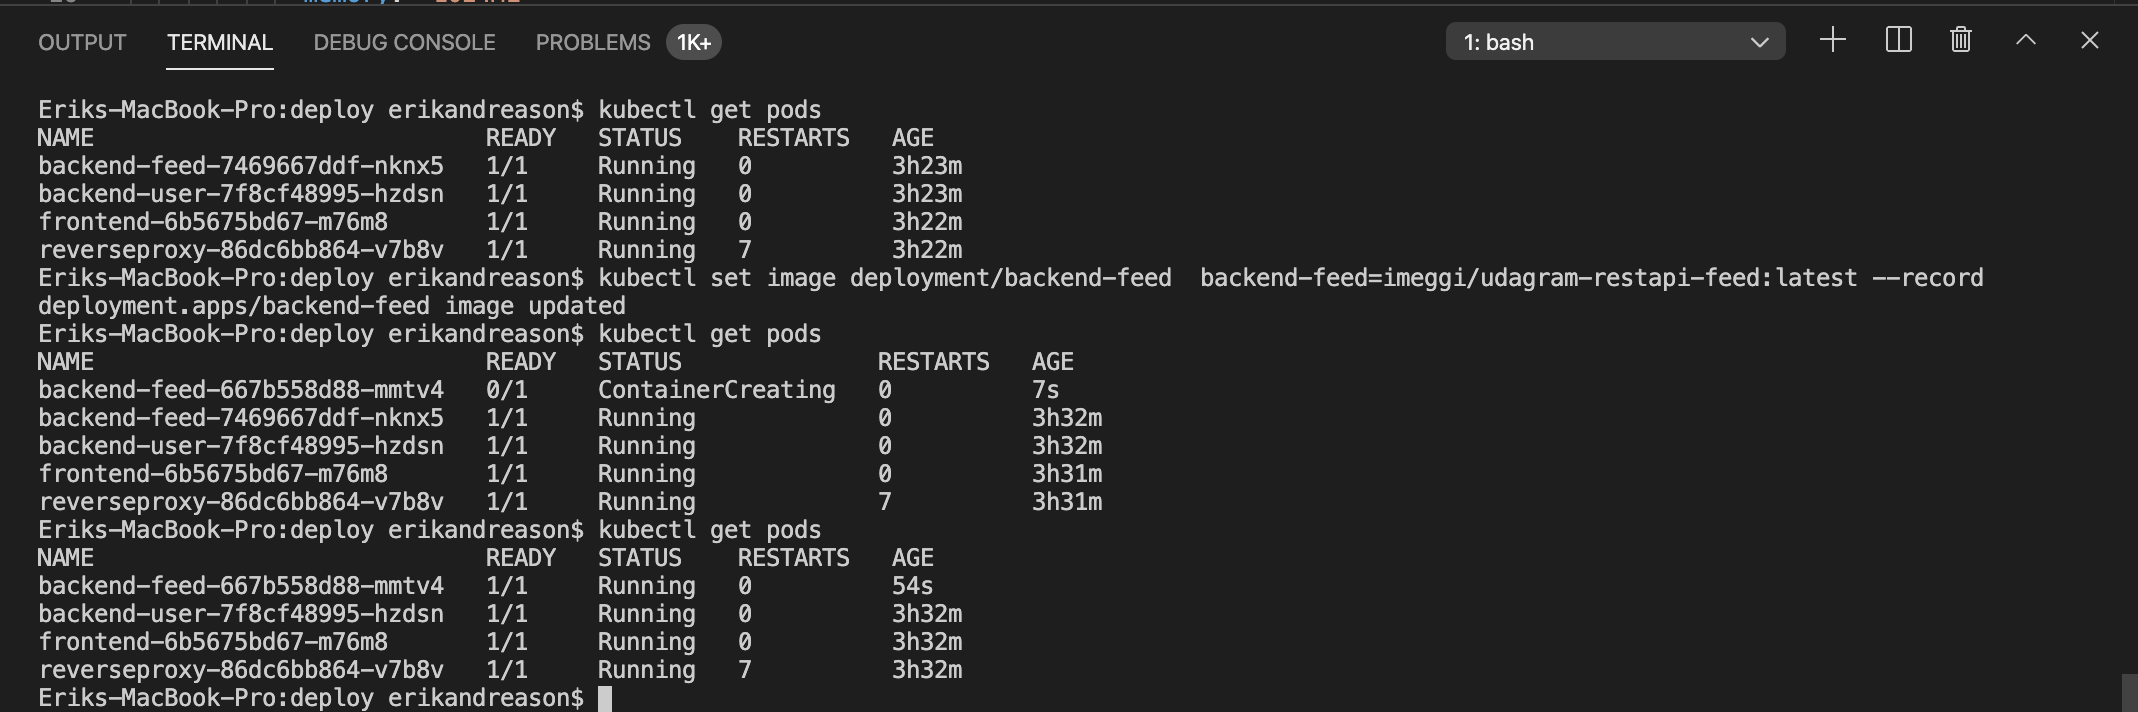 OUTPUT TERMINAL DEBUG CONSOLE PROBLEMS 1K+ 1: bash
Eriks-MacBook-Pro:deploy erikandreason$ kubectl get pods
NAME READY STATUS RESTARTS AGE
backend-feed-7469667ddf-nknx5 1/1 Running 0 3h23m
backend-user-7f8cf48995-hzdsn 1/1 Running 0 3h23m
frontend-6b5675bd67-m76m8 1/1 Running 0 3h22m
reverseproxy-86dc6bb864-v7b8v 1/1 Running 7 3h22m
Eriks-MacBook-Pro:deploy erikandreason$ kubectl set image deployment/backend-feed  backend-feed=imeggi/udagram-restapi-feed:latest --record
deployment.apps/backend-feed image updated
Eriks-MacBook-Pro:deploy erikandreason$ kubectl get pods
NAME READY STATUS RESTARTS AGE
backend-feed-667b558d88-mmtv4 0/1 ContainerCreating 0 7s
backend-feed-7469667ddf-nknx5 1/1 Running 0 3h32m
backend-user-7f8cf48995-hzdsn 1/1 Running 0 3h32m
frontend-6b5675bd67-m76m8 1/1 Running 0 3h31m
reverseproxy-86dc6bb864-v7b8v 1/1 Running 7 3h31m
Eriks-MacBook-Pro:deploy erikandreason$ kubectl get pods
NAME READY STATUS RESTARTS AGE
backend-feed-667b558d88-mmtv4 1/1 Running 0 54s
backend-user-7f8cf48995-hzdsn 1/1 Running 0 3h32m
frontend-6b5675bd67-m76m8 1/1 Running 0 3h32m
reverseproxy-86dc6bb864-v7b8v 1/1 Running 7 3h32m
Eriks-MacBook-Pro:deploy erikandreason$